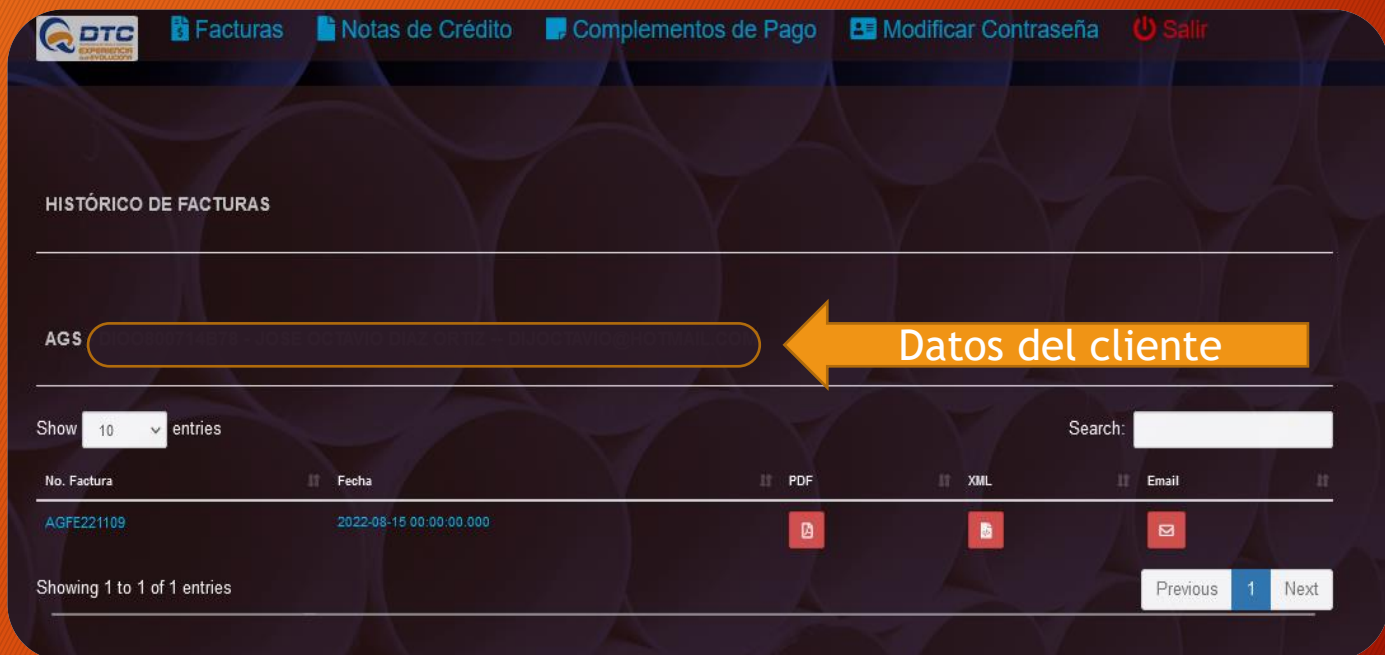 DTC Facturas Notas de Crédito Complementos de Pago Modificar Contraseña Salir
EXPERIENCIA
HISTÓRICO DE FACTURAS
AGS
Datos del cliente
Show 10 entries Search:
No. Factura Fecha PDF XML Email
AGFE221109 2022-08-15 00:00:00.000
Showing 1 to 1 of 1 entries Previous 1 Next